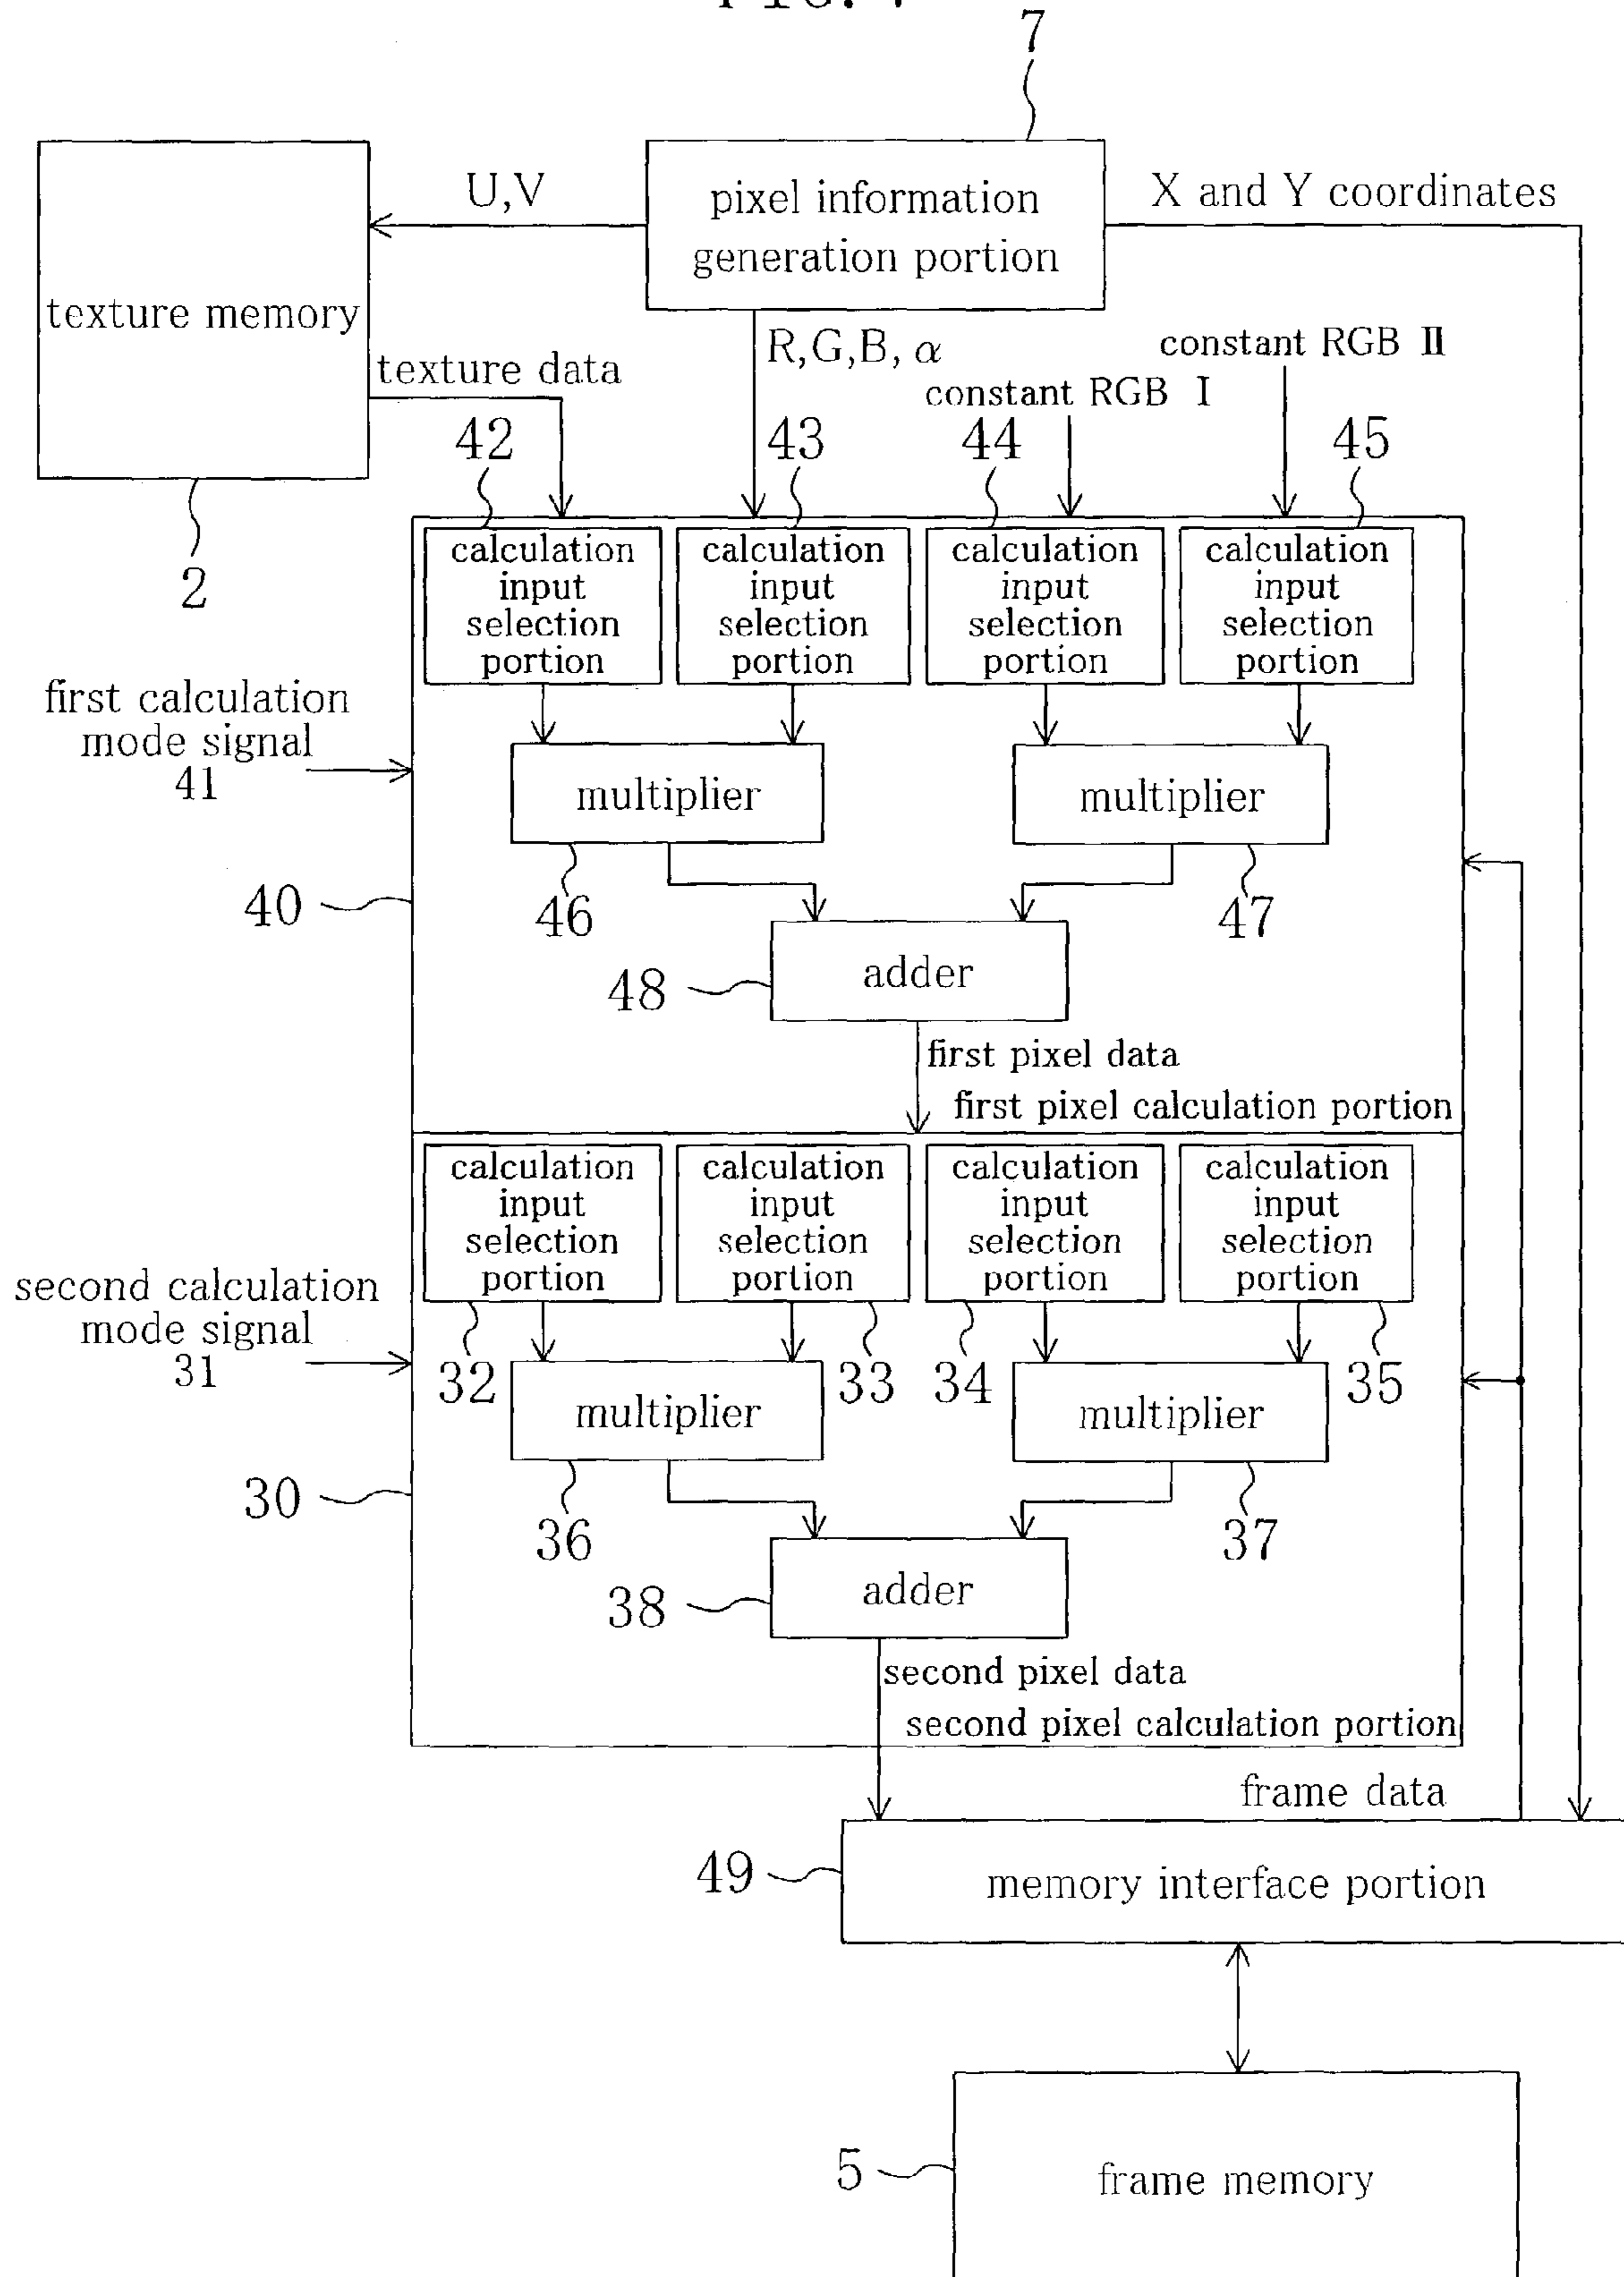 7
U,V
pixel information
generation portion
X and Y coordinates
texture memory
R,G,B, α
constant RGB II
texture data
constant RGB I
42
43
44
45
2
calculation
input
selection
portion
calculation
input
selection
portion
calculation
input
selection
portion
calculation
input
selection
portion
first calculation
mode signal
41
multiplier
multiplier
40
46
47
48
adder
first pixel data
first pixel calculation portion
calculation
input
selection
portion
calculation
input
selection
portion
calculation
input
selection
portion
calculation
input
selection
portion
second calculation
mode signal
31
32
33
34
35
multiplier
multiplier
30
36
37
38
adder
second pixel data
second pixel calculation portion
frame data
49
memory interface portion
5
frame memory